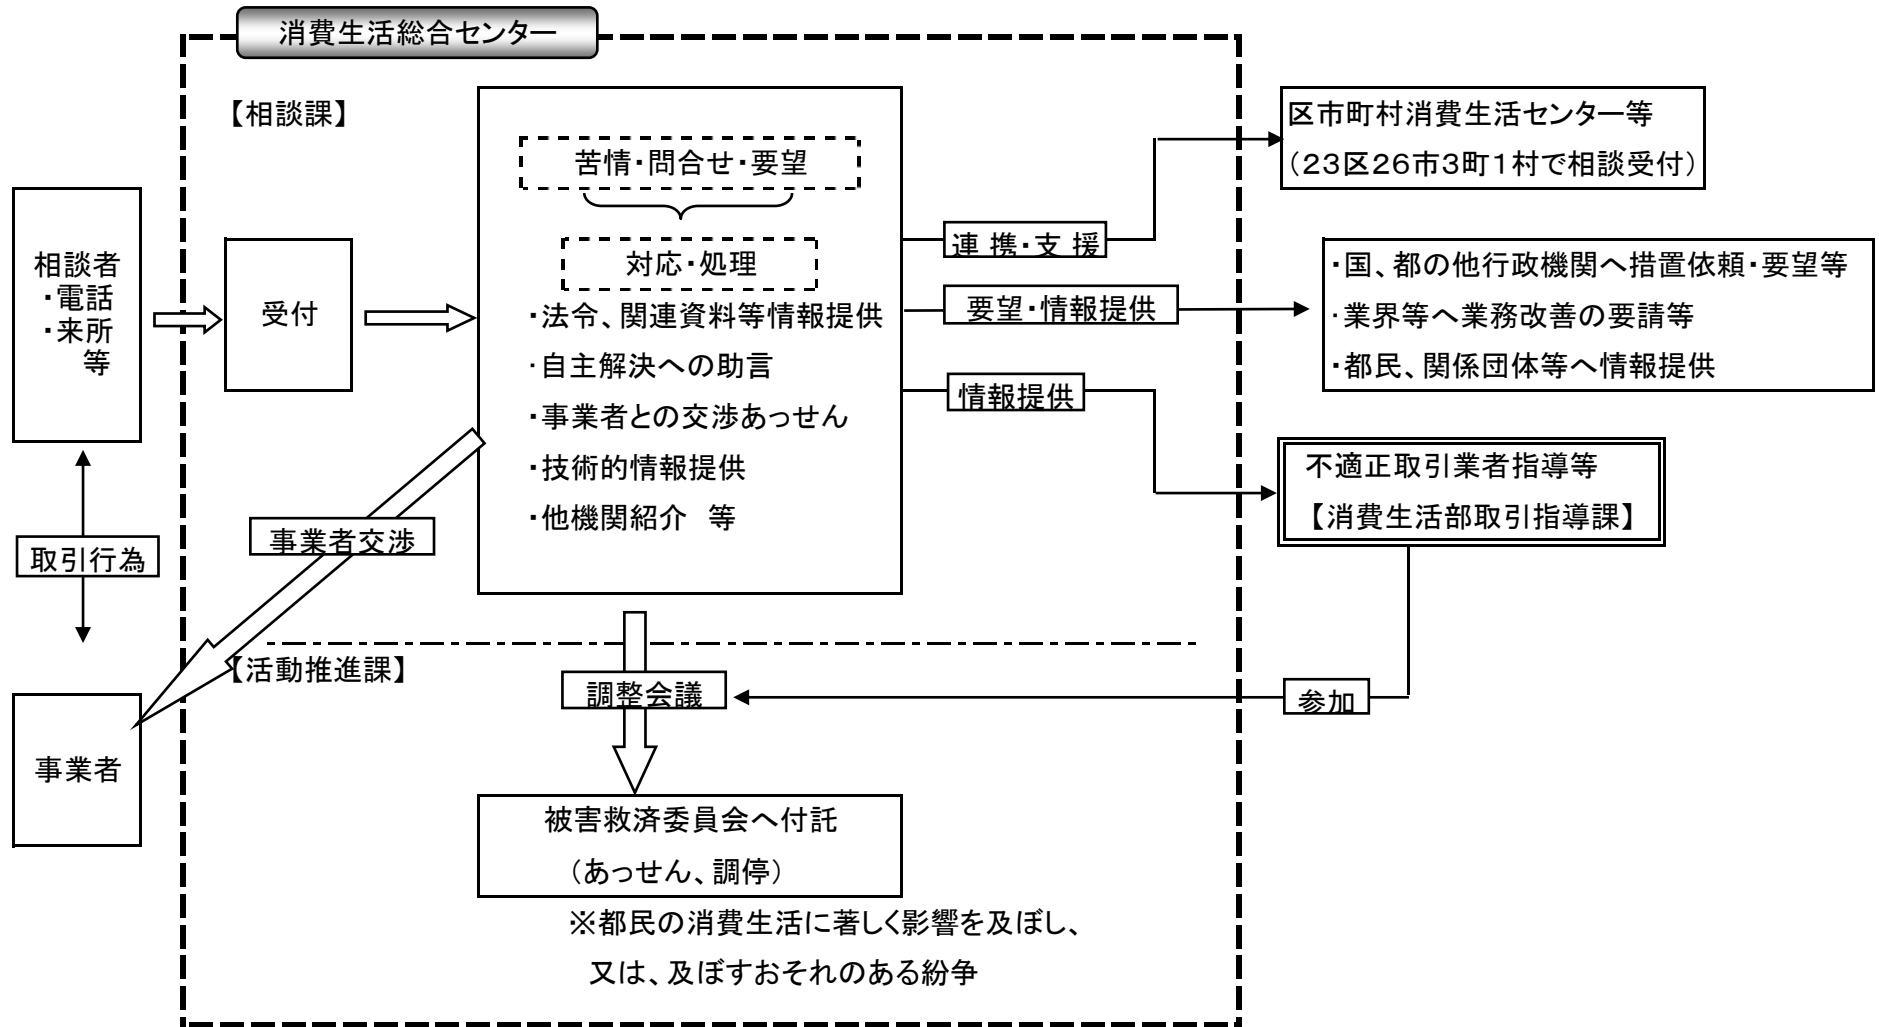 消費生活総合センター
【相談課】
苦情・問合せ・要望
対応・処理
・法令、関連資料等情報提供
・自主解決への助言
・事業者との交渉あっせん
・技術的情報提供
・他機関紹介　等
相談者
・電話
・来所
等
受付
取引行為
事業者交渉
事業者
連 携・支 援
要望・情報提供
情報提供
区市町村消費生活センター等
（２３区２６市３町１村で相談受付）
・国、都の他行政機関へ措置依頼・要望等
・業界等へ業務改善の要請等
・都民、関係団体等へ情報提供
不適正取引業者指導等
【消費生活部取引指導課】
【活動推進課】
調整会議
参加
被害救済委員会へ付託
（あっせん、調停）
※都民の消費生活に著しく影響を及ぼし、
又は、及ぼすおそれのある紛争